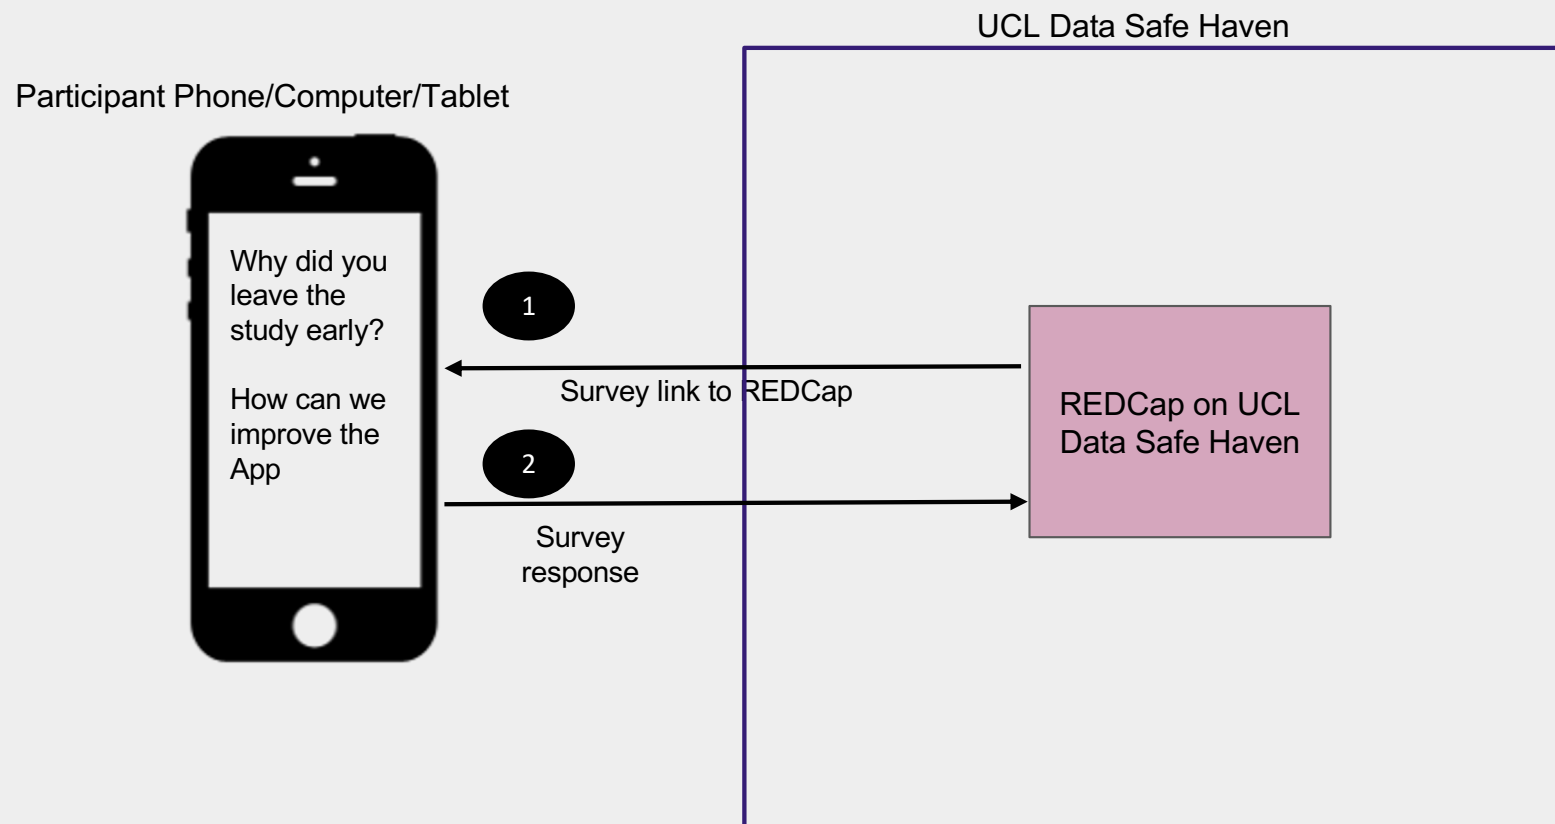 UCL Data Safe Haven
Participant Phone/Computer/Tablet
Why did you
leave the
study early?
How can we
improve the
App
1
Survey link to REDCap
2
Survey
response
REDCap on UCL
Data Safe Haven